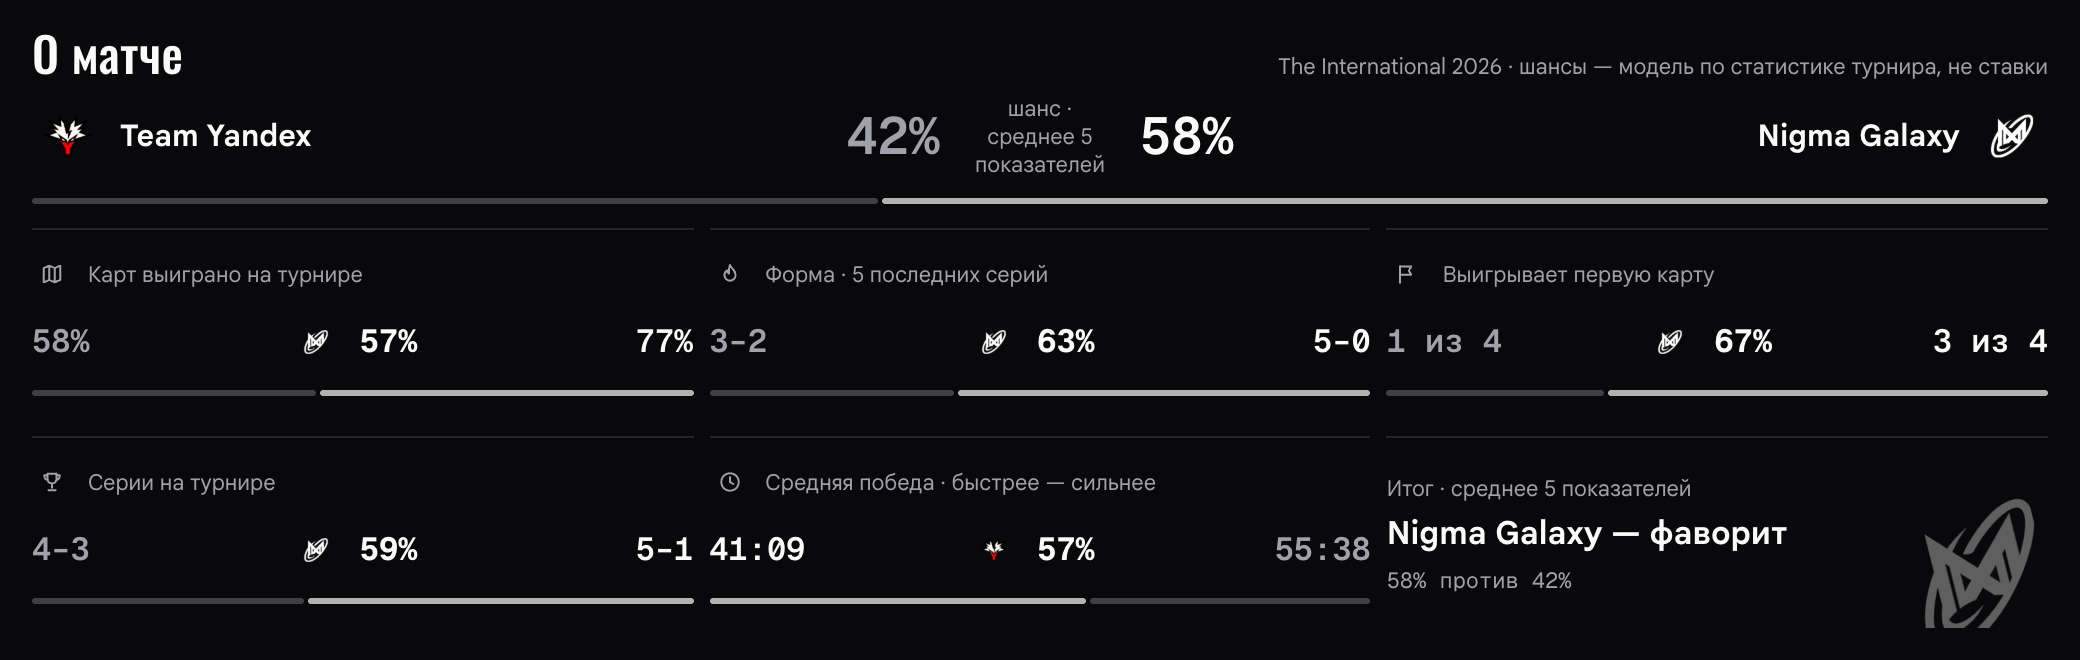 О матче
The International 2026 · шансы — модель по статистике турнира, не ставки
Team Yandex
42%
шанс ·
среднее 5
показателей
58%
Nigma Galaxy
Карт выиграно на турнире
58%
57%
77%
Форма · 5 последних серий
3-2
63%
5-0
Выигрывает первую карту
1 из 4
67%
3 из 4
Серии на турнире
4-3
59%
5-1
Средняя победа · быстрее — сильнее
41:09
57%
55:38
Итог · среднее 5 показателей
Nigma Galaxy — фаворит
58% против 42%